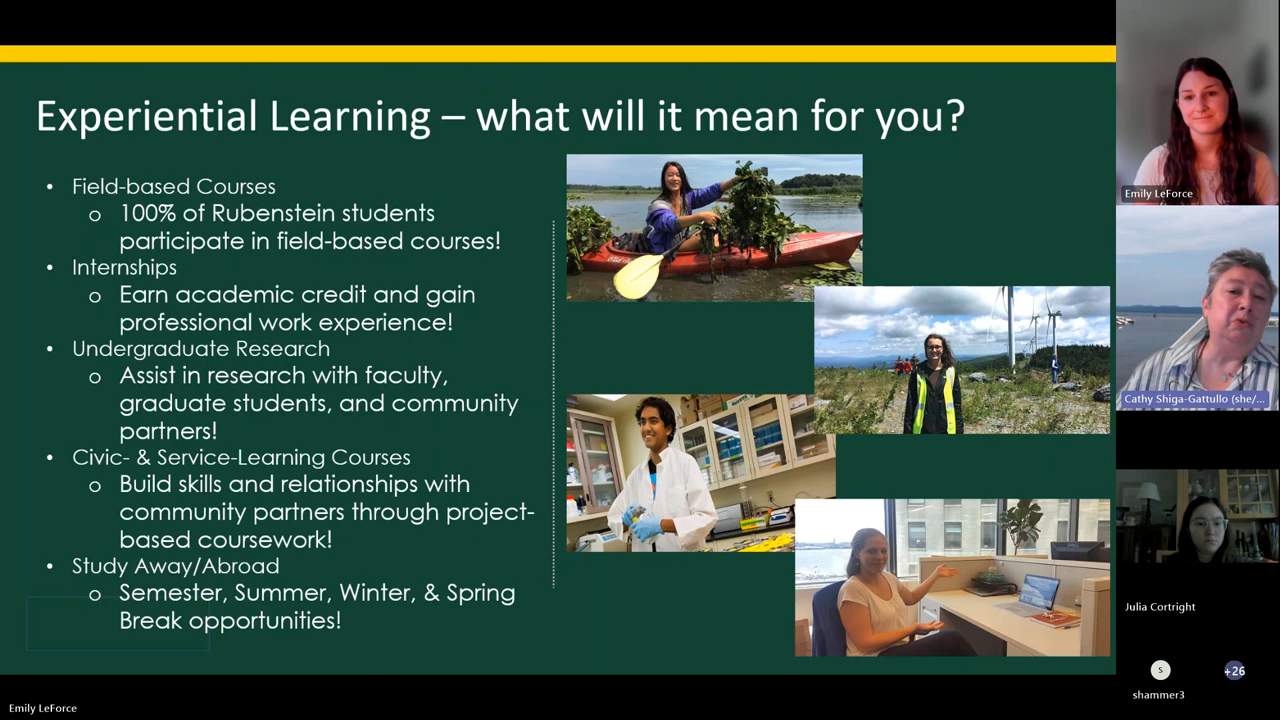 Experiential Learning – what will it mean for you?
• Field-based Courses
o 100% of Rubenstein students
participate in field-based courses!
• Internships
o Earn academic credit and gain
professional work experience!
• Undergraduate Research
o Assist in research with faculty,
graduate students, and community
partners!
• Civic- & Service-Learning Courses
o Build skills and relationships with
community partners through project-
based coursework!
• Study Away/Abroad
o Semester, Summer, Winter, & Spring
Break opportunities!
Emily LeForce
Cathy Shiga-Gattullo (she/...
Julia Cortright
S
+26
shammer3
Emily LeForce